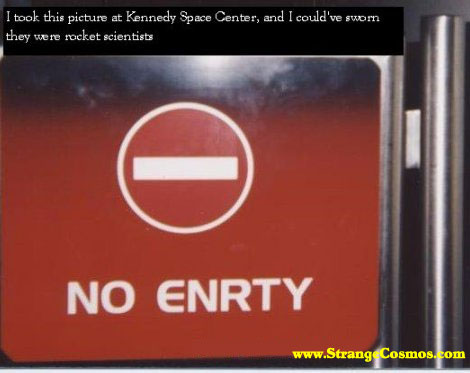 I took this picture at Kennedy Space Center, and I could've sworn
they were rocket scientists
NO ENRTY
www.StrangeCosmos.com